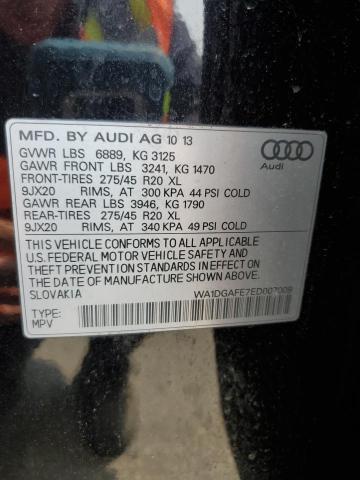 MFD. BY AUDI AG 10 13
GVWR LBS 6889, KG 3125
GAWR FRONT LBS 3241, KG 1470
FRONT-TIRES 275/45 R20 XL
9JX20 RIMS, AT 300 KPA 44 PSI COLD
GAWR REAR LBS 3946, KG 1790
REAR-TIRES 275/45 R20 XL
9JX20 RIMS, AT 340 KPA 49 PSI COLD
Audi
THIS VEHICLE CONFORMS TO ALL APPLICABLE
U.S. FEDERAL MOTOR VEHICLE SAFETY AND
THEFT PREVENTION STANDARDS IN EFFECT ON
THE DATE OF MANUFACTURE SHOWN ABOVE.
SLOVAKIA
WA1DGAFE7ED007009
TYPE:
MPV